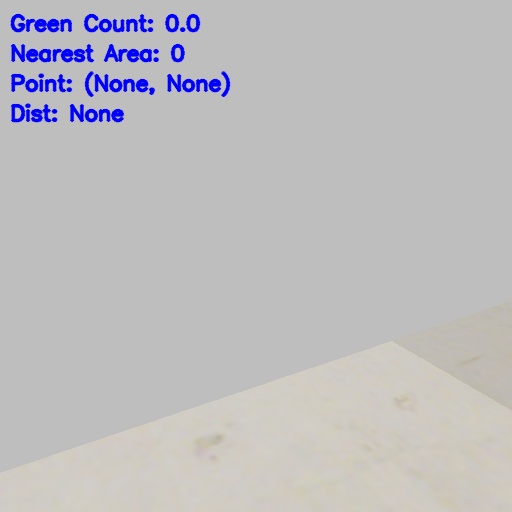 Green Count: 0.0
Nearest Area: 0
Point: (None, None)
Dist: None